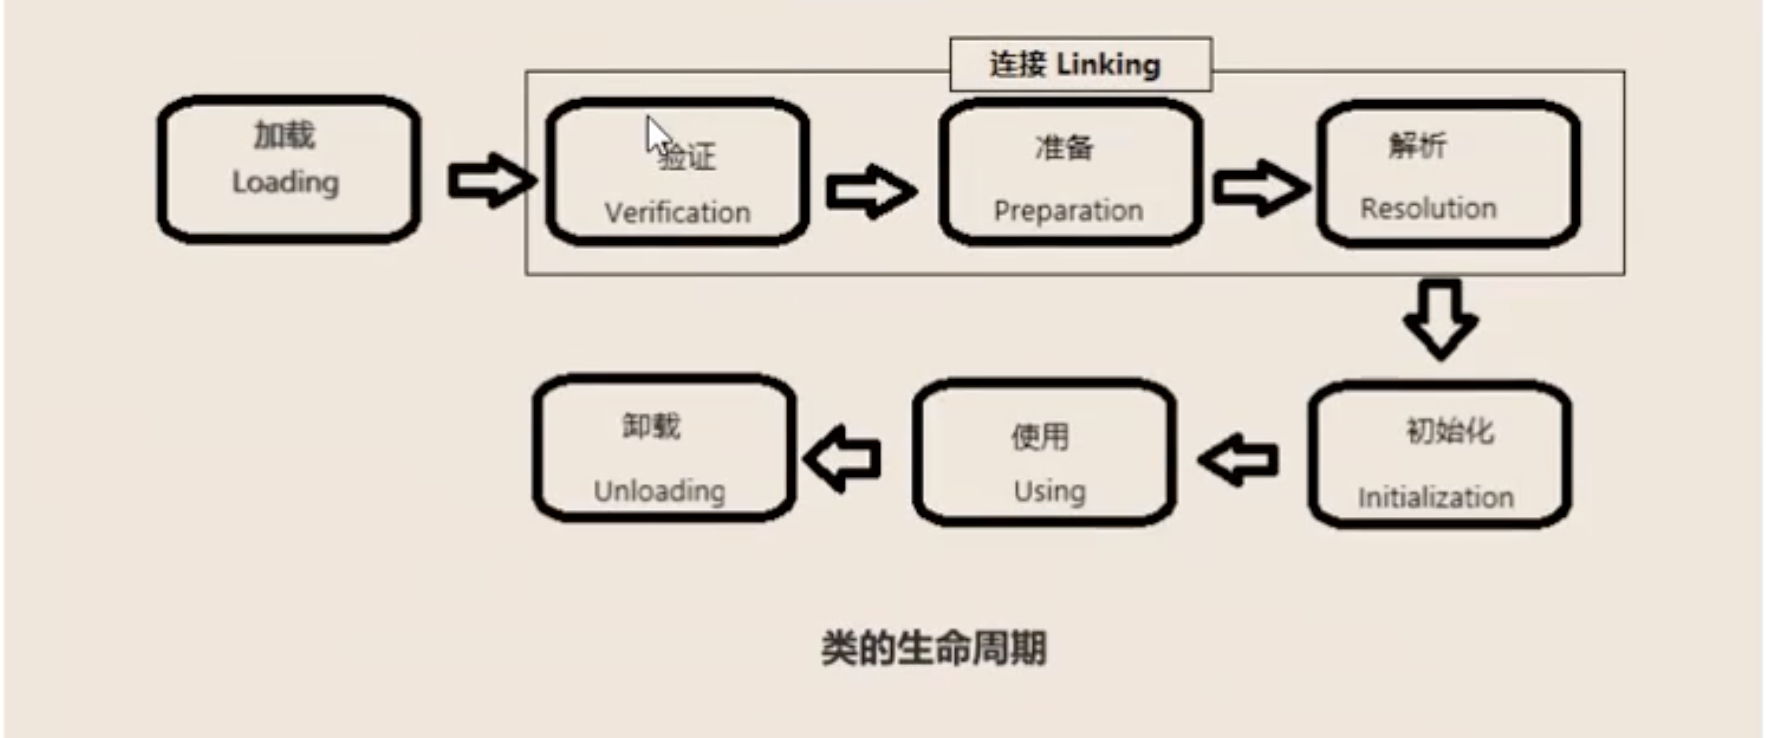 连接 Linking
加载
Loading
验证
Verification
准备
Preparation
解析
Resolution
初始化
Initialization
使用
Using
卸载
Unloading
类的生命周期